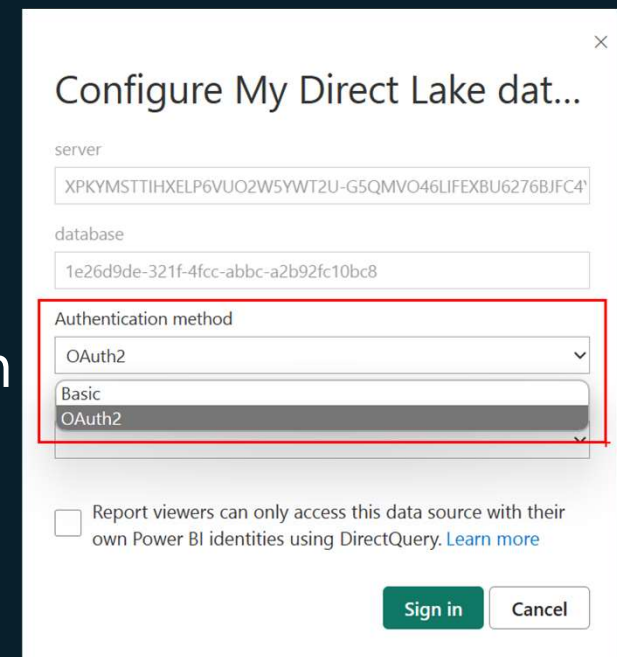 Configure My Direct Lake dat...
server
XPKYMSTTIHXELP6VUO2W5YWT2U-G5QMVO46LIFEXBU6276BJFC4
database
1e26d9de-321f-4fcc-abbc-a2b92fc10bc8
Authentication method
OAuth2
Basic
OAuth2
Report viewers can only access this data source with their
own Power BI identities using DirectQuery. Learn more
Sign in Cancel